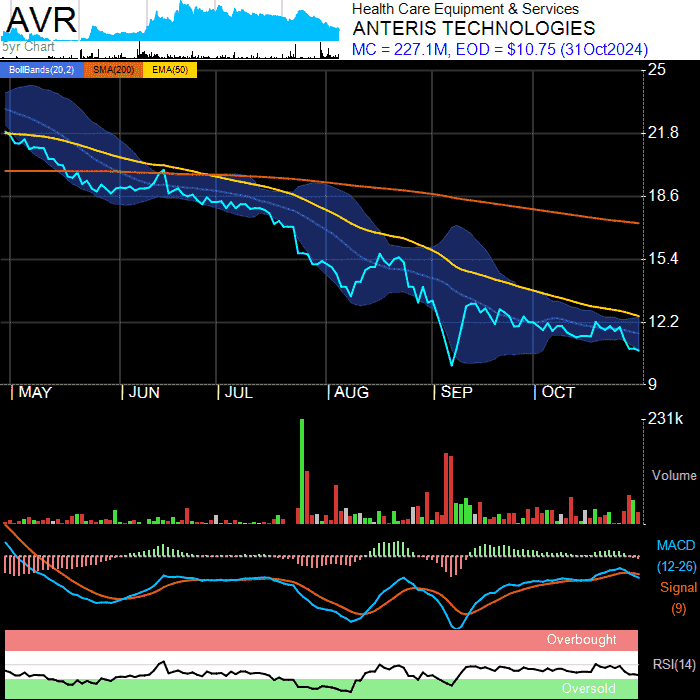 AVR
5yr Chart
Health Care Equipment & Services
ANTERIS TECHNOLOGIES
MC = 227.1M, EOD = $10.75 (31Oct2024)
BollBands(20,2) SMA(200) EMA(50)
25
21.8
18.6
15.4
12.2
9
MAY JUN JUL AUG SEP OCT
231k
Volume
MACD
(12-26)
Signal
(9)
Overbought
RSI(14)
Oversold